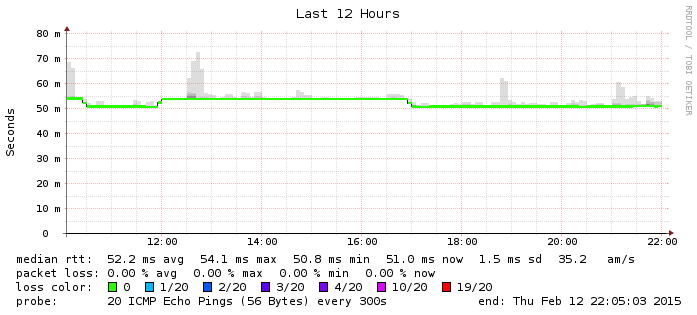 Last 12 Hours
RRDTOOL / TOBI OETIKER
Seconds
80 m
70 m
60 m
50 m
40 m
30 m
20 m
10 m
0
12:00 14:00 16:00 18:00 20:00 22:00
median rtt: 52.2 ms avg 54.1 ms max 50.8 ms min 51.0 ms now 1.5 ms sd 35.2 am/s
packet loss: 0.00 % avg 0.00 % max 0.00 % min 0.00 % now
loss color: 0 1/20 2/20 3/20 4/20 10/20 19/20
probe: 20 ICMP Echo Pings (56 Bytes) every 300s end: Thu Feb 12 22:05:03 2015